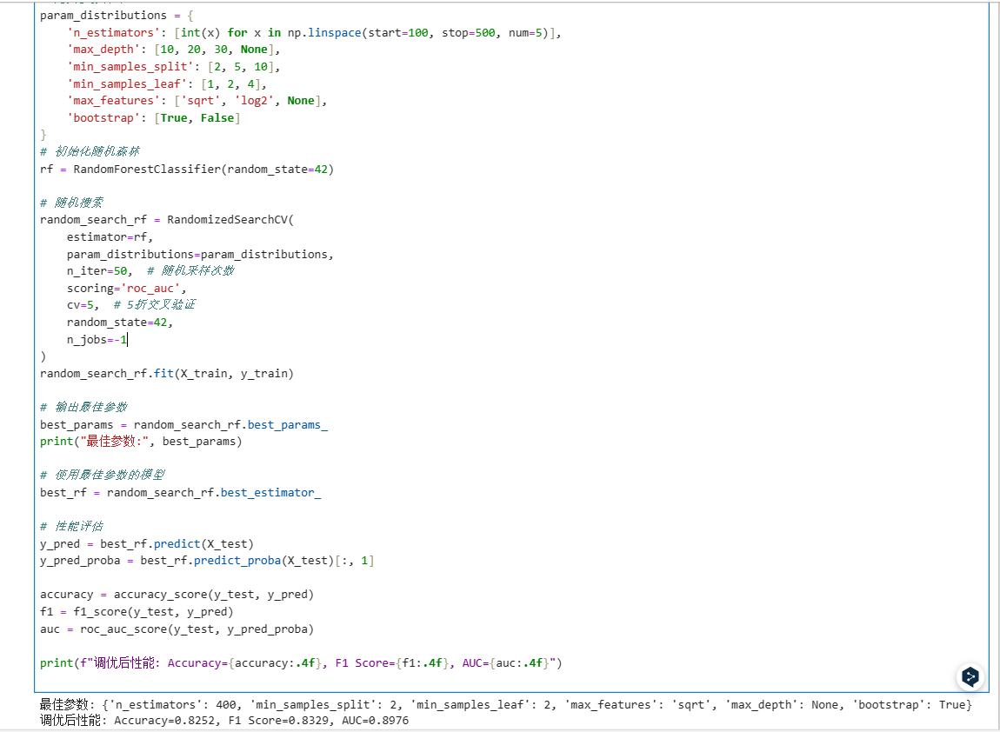 param_distributions = {
    'n_estimators': [int(x) for x in np.linspace(start=100, stop=500, num=5)],
    'max_depth': [10, 20, 30, None],
    'min_samples_split': [2, 5, 10],
    'min_samples_leaf': [1, 2, 4],
    'max_features': ['sqrt', 'log2', None],
    'bootstrap': [True, False]
}
# 初始化随机森林
rf = RandomForestClassifier(random_state=42)
# 随机搜索
random_search_rf = RandomizedSearchCV(
    estimator=rf,
    param_distributions=param_distributions,
    n_iter=50,  # 随机采样次数
    scoring='roc_auc',
    cv=5,  # 5折交叉验证
    random_state=42,
    n_jobs=-1
)
random_search_rf.fit(X_train, y_train)
# 输出最佳参数
best_params = random_search_rf.best_params_
print("最佳参数:", best_params)
# 使用最佳参数的模型
best_rf = random_search_rf.best_estimator_
# 性能评估
y_pred = best_rf.predict(X_test)
y_pred_proba = best_rf.predict_proba(X_test)[:, 1]
accuracy = accuracy_score(y_test, y_pred)
f1 = f1_score(y_test, y_pred)
auc = roc_auc_score(y_test, y_pred_proba)
print(f"调优后性能: Accuracy={accuracy:.4f}, F1 Score={f1:.4f}, AUC={auc:.4f}")
最佳参数: {'n_estimators': 400, 'min_samples_split': 2, 'min_samples_leaf': 2, 'max_features': 'sqrt', 'max_depth': None, 'bootstrap': True}
调优后性能: Accuracy=0.8252, F1 Score=0.8329, AUC=0.8976